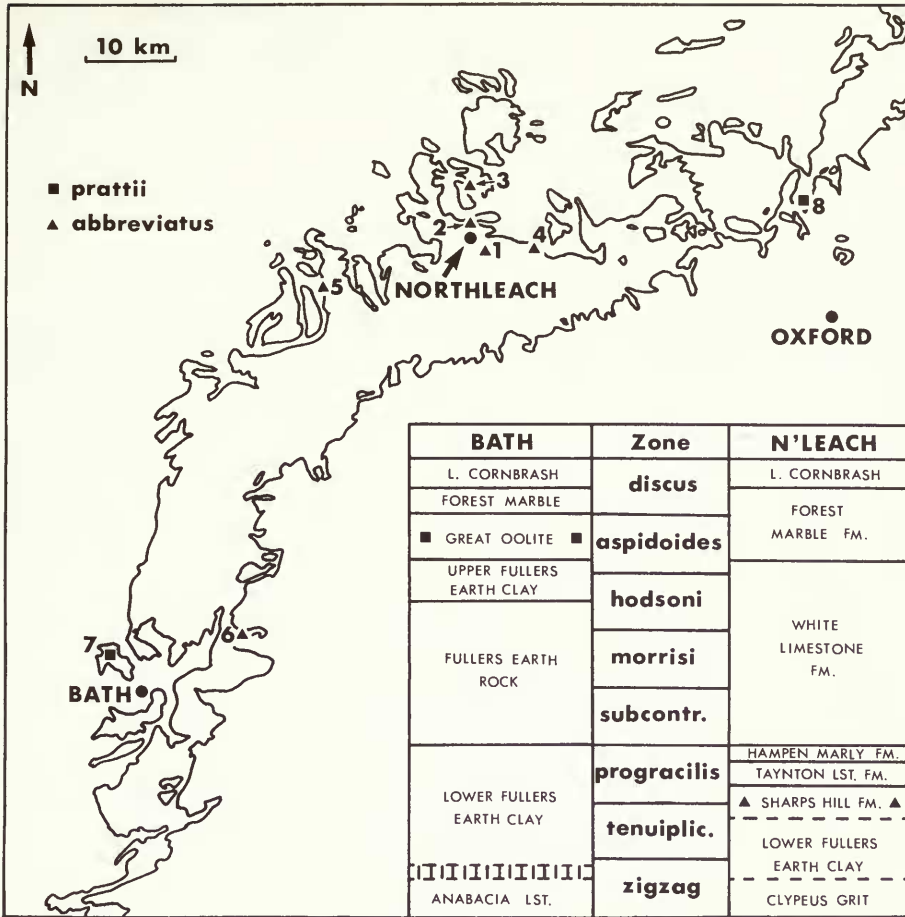 10 km
N
■ prattii
▲ abbreviatus
3
2
1
4
8
5
NORTHLEACH
OXFORD
7
6
BATH
BATH Zone N'LEACH
L. CORNBRASH discus L. CORNBRASH
FOREST MARBLE
FOREST
MARBLE FM.
■ GREAT OOLITE ■ aspidoides
UPPER FULLERS
EARTH CLAY
hodsoni
WHITE
LIMESTONE
FM.
FULLERS EARTH
ROCK
morrisi
subcontr.
HAMPEN MARLY FM.
progracilis
TAYNTON LST. FM.
▲ SHARPS HILL FM. ▲
LOWER FULLERS
EARTH CLAY
tenuiplic.
LOWER FULLERS
EARTH CLAY
ANABACIA LST. zigzag CLYPEUS GRIT